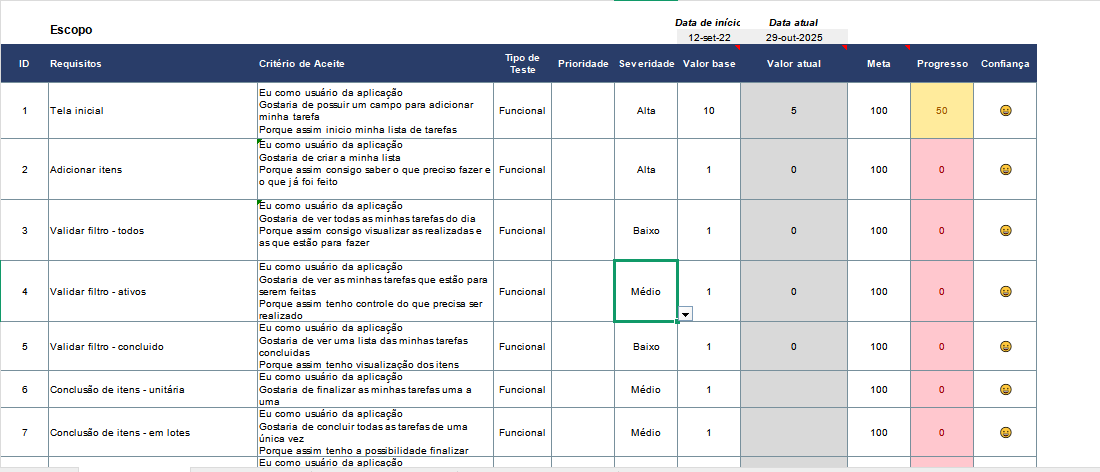 Data de início Data atual
Escopo
12-set-22 29-out-2025
ID Requisitos Critério de Aceite Tipo de Teste Prioridade Severidade Valor base Valor atual Meta Progresso Confiança
Eu como usuário da aplicação
Gostaria de possuir um campo para adicionar
minha tarefa
Porque assim inicio minha lista de tarefas
1 Tela inicial Funcional Alta 10 5 100 50
Eu como usuário da aplicação
Gostaria de criar a minha lista
Porque assim consigo saber o que preciso fazer e
o que já foi feito
2 Adicionar itens Funcional Alta 1 0 100 0
Eu como usuário da aplicação
Gostaria de ver todas as minhas tarefas do dia
Porque assim consigo visualizar as realizadas e
as que estão para fazer
3 Validar filtro - todos Funcional Baixo 1 0 100 0
Eu como usuário da aplicação
Gostaria de ver as minhas tarefas que estão para
serem feitas
Porque assim tenho controle do que precisa ser
realizado
4 Validar filtro - ativos Funcional Médio 1 0 100 0
Eu como usuário da aplicação
Gostaria de ver uma lista das minhas tarefas
concluidas
Porque assim tenho visualização dos itens
5 Validar filtro - concluido Funcional Baixo 1 0 100 0
Eu como usuário da aplicação
Gostaria de finalizar as minhas tarefas uma a
uma
6 Conclusão de itens - unitária Funcional Médio 1 100 0
Eu como usuário da aplicação
Gostaria de concluir todas as tarefas de uma
única vez
Porque assim tenho a possibilidade finalizar
7 Conclusão de itens - em lotes Funcional Médio 1 100 0
Eu como usuário da aplicação